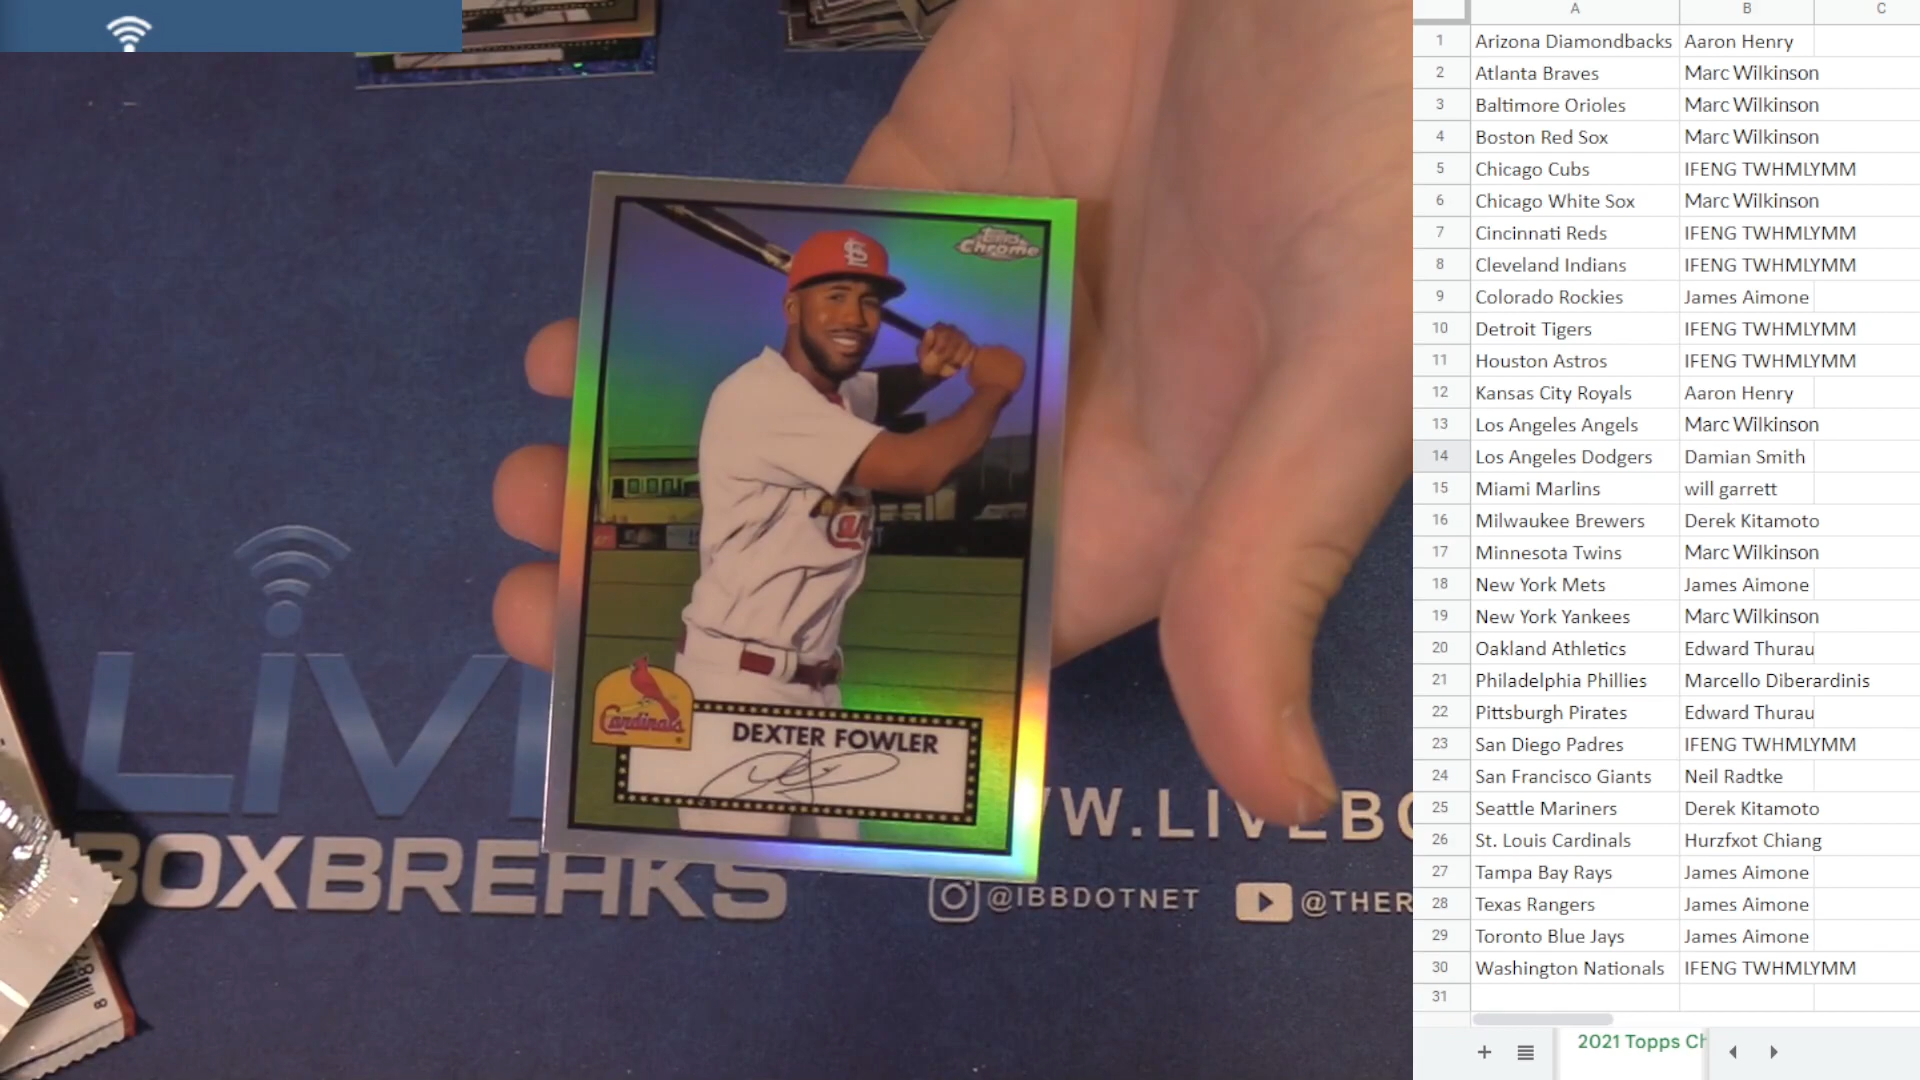 Topps
Chrome
STL
Cardinals
DEXTER FOWLER
LIV
BOXBREAKS
WWW.LIVEBO
@IBBDOTNET
@THER
8
A B C
1 Arizona Diamondbacks Aaron Henry
2 Atlanta Braves Marc Wilkinson
3 Baltimore Orioles Marc Wilkinson
4 Boston Red Sox Marc Wilkinson
5 Chicago Cubs IFENG TWHMLYMM
6 Chicago White Sox Marc Wilkinson
7 Cincinnati Reds IFENG TWHMLYMM
8 Cleveland Indians IFENG TWHMLYMM
9 Colorado Rockies James Aimone
10 Detroit Tigers IFENG TWHMLYMM
11 Houston Astros IFENG TWHMLYMM
12 Kansas City Royals Aaron Henry
13 Los Angeles Angels Marc Wilkinson
14 Los Angeles Dodgers Damian Smith
15 Miami Marlins will garrett
16 Milwaukee Brewers Derek Kitamoto
17 Minnesota Twins Marc Wilkinson
18 New York Mets James Aimone
19 New York Yankees Marc Wilkinson
20 Oakland Athletics Edward Thurau
21 Philadelphia Phillies Marcello Diberardinis
22 Pittsburgh Pirates Edward Thurau
23 San Diego Padres IFENG TWHMLYMM
24 San Francisco Giants Neil Radtke
25 Seattle Mariners Derek Kitamoto
26 St. Louis Cardinals Hurzfxot Chiang
27 Tampa Bay Rays James Aimone
28 Texas Rangers James Aimone
29 Toronto Blue Jays James Aimone
30 Washington Nationals IFENG TWHMLYMM
31
2021 Topps Ch